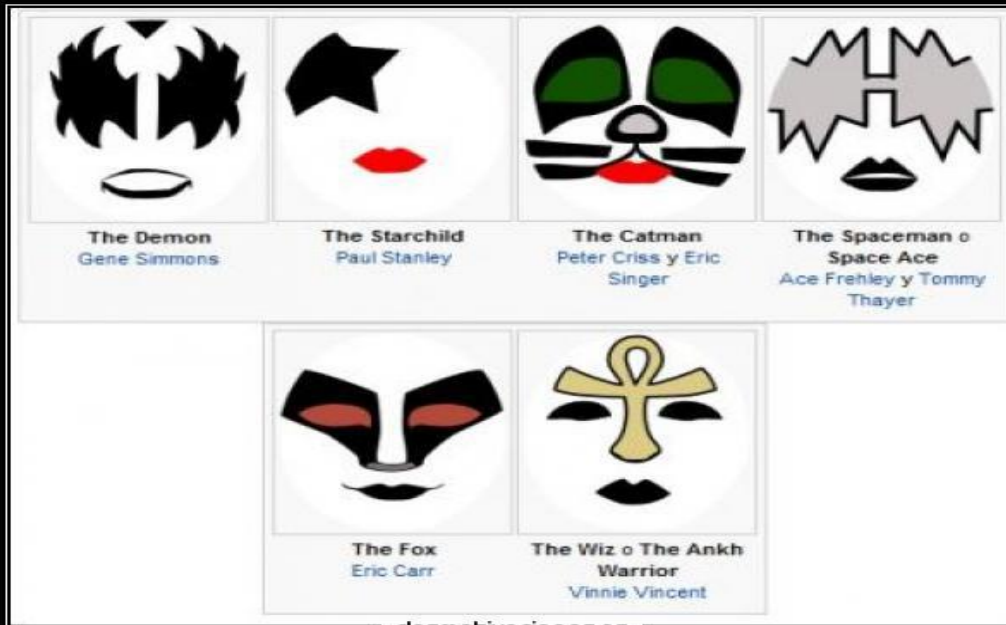 The Demon
Gene Simmons
The Starchild
Paul Stanley
The Catman
Peter Criss y Eric
Singer
The Spaceman o
Space Ace
Ace Frehley y Tommy
Thayer
The Fox
Eric Carr
The Wiz o The Ankh
Warrior
Vinnie Vincent